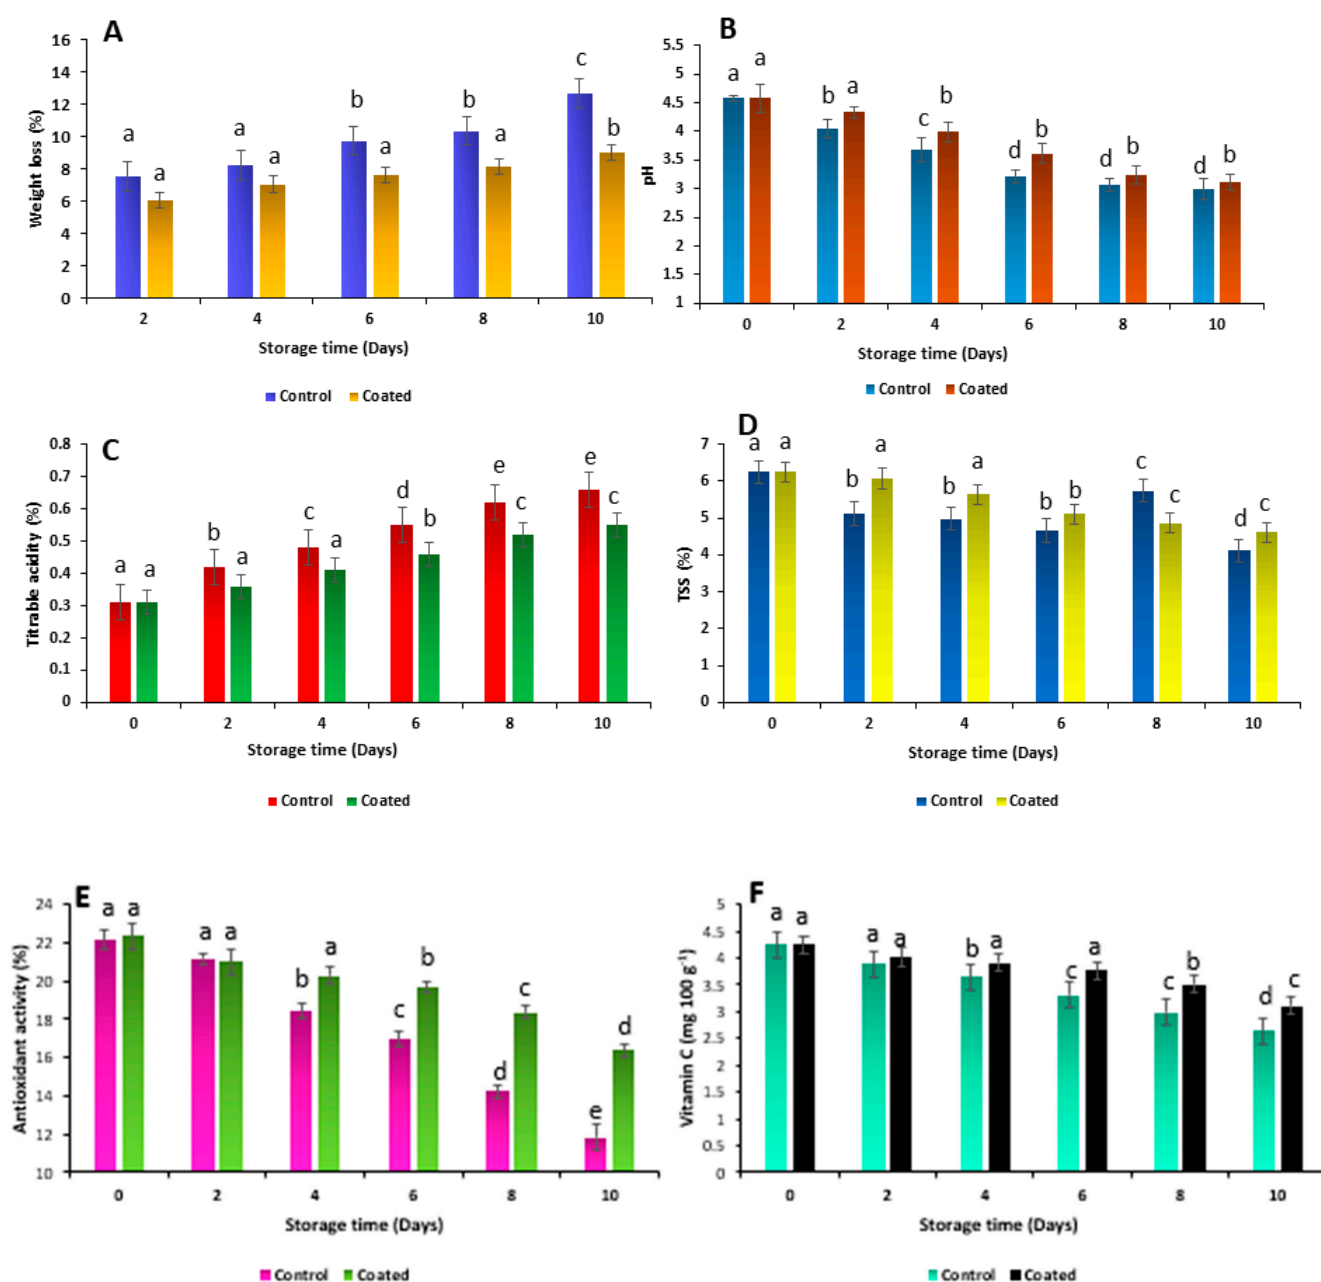 A
16
14
12
10
8
6
4
2
0
Weight loss (%)
a
a
a
a
b
a
b
a
c
b
2 4 6 8 10
Storage time (Days)
Control Coated
B
5.5
5
4.5
4
3.5
3
2.5
2
1.5
1
pH
a a
b a
c b
d b
d b
d b
0 2 4 6 8 10
Storage time (Days)
Control Coated
C
0.8
0.7
0.6
0.5
0.4
0.3
0.2
0.1
0
Titrable acidity (%)
a a
b a
c a
d b
e c
e c
0 2 4 6 8 10
Storage time (Days)
Control Coated
D
7
6
5
4
3
2
1
0
TSS (%)
a a
b a
b a
b b
c c
d c
0 2 4 6 8 10
Storage time (Days)
Control Coated
E
24
22
20
18
16
14
12
10
Antioxidant activity (%)
a a
a a
b a
c b
d c
e d
0 2 4 6 8 10
Storage time (Days)
Control Coated
F
5
4.5
4
3.5
3
2.5
2
1.5
1
0.5
0
Vitamin C (mg 100 g⁻¹)
a a
a a
b a
c a
c b
d c
0 2 4 6 8 10
Storage time (Days)
Control Coated